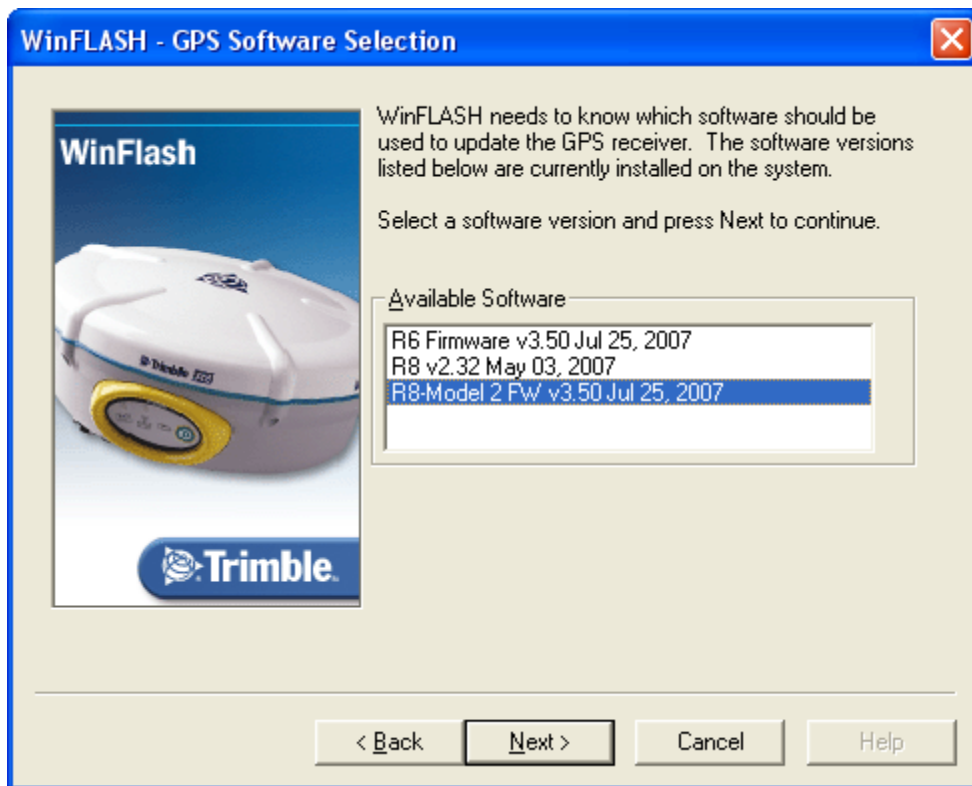 WinFLASH - GPS Software Selection
WinFlash
Trimble
Trimble.
WinFLASH needs to know which software should be
used to update the GPS receiver. The software versions
listed below are currently installed on the system.
Select a software version and press Next to continue.
Available Software
R6 Firmware v3.50 Jul 25, 2007
R8 v2.32 May 03, 2007
R8-Model 2 FW v3.50 Jul 25, 2007
< Back
Next >
Cancel
Help